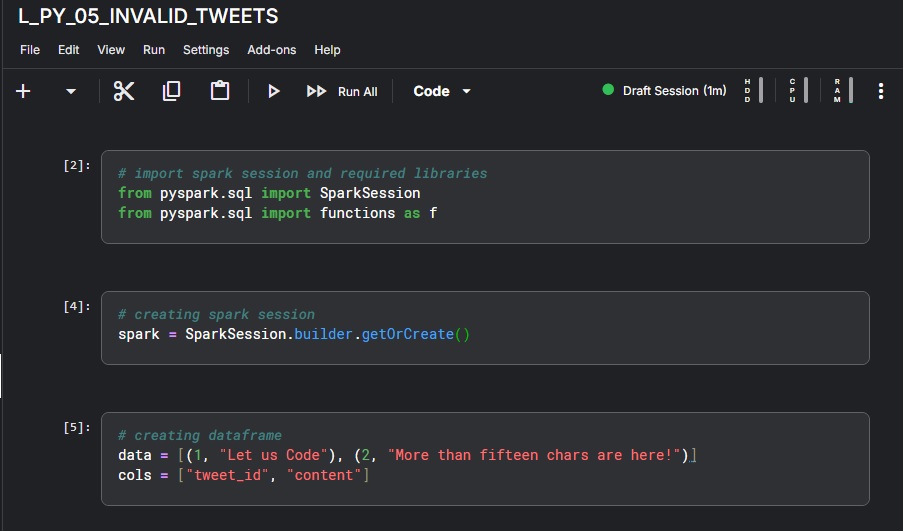 L_PY_05_INVALID_TWEETS
File Edit View Run Settings Add-ons Help
Run All Code Draft Session (1m) HDD CPU RAM
[2]:
# import spark session and required libraries
from pyspark.sql import SparkSession
from pyspark.sql import functions as f
[4]:
# creating spark session
spark = SparkSession.builder.getOrCreate()
[5]:
# creating dataframe
data = [(1, "Let us Code"), (2, "More than fifteen chars are here!")]
cols = ["tweet_id", "content"]